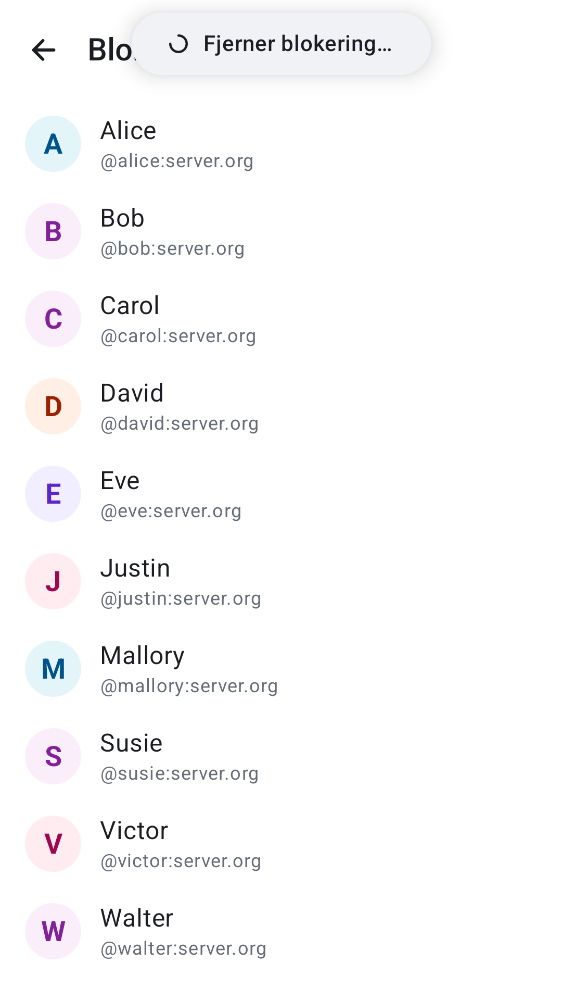 Fjerner blokering…
Blo
A
Alice
@alice:server.org
B
Bob
@bob:server.org
C
Carol
@carol:server.org
D
David
@david:server.org
E
Eve
@eve:server.org
J
Justin
@justin:server.org
M
Mallory
@mallory:server.org
S
Susie
@susie:server.org
V
Victor
@victor:server.org
W
Walter
@walter:server.org